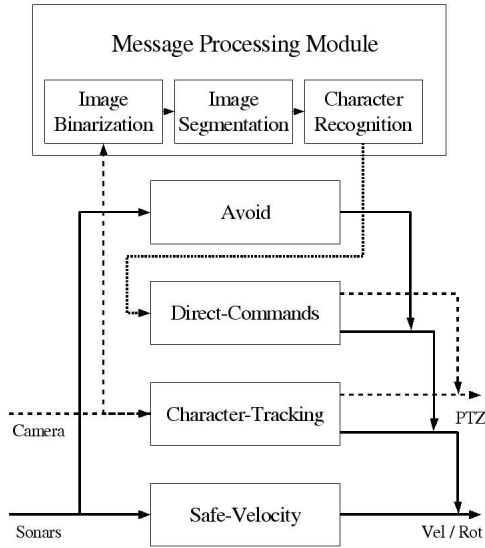 Message Processing Module
Image Binarization
Image Segmentation
Character Recognition
Avoid
Direct-Commands
Character-Tracking
Camera
PTZ
Safe-Velocity
Sonars
Vel / Rot